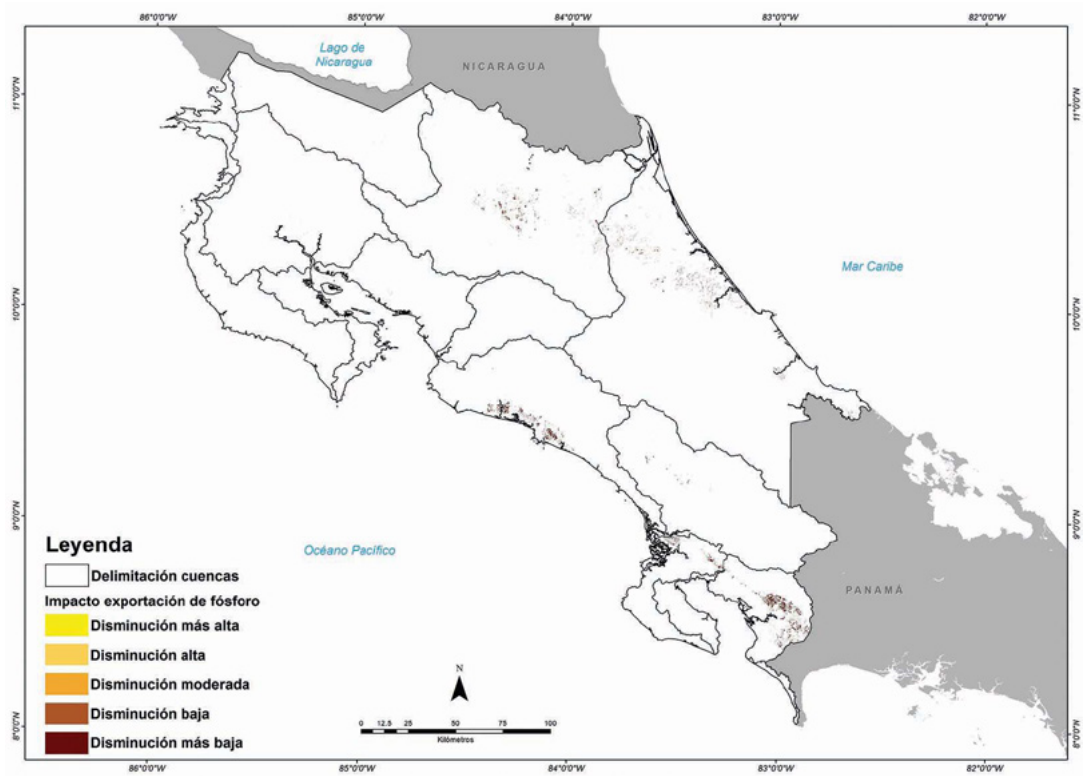 86°0'0"W 85°0'0"W 84°0'0"W 83°0'0"W 82°0'0"W
Lago de
Nicaragua
NICARAGUA
11°0'0"N 11°0'0"N
Mar Caribe
10°0'0"N 10°0'0"N
9°0'0"N 9°0'0"N
Océano Pacífico
PANAMÁ
Leyenda
Delimitación cuencas
Impacto exportación de fósforo
Disminución más alta
Disminución alta
Disminución moderada
Disminución baja
Disminución más baja
N
0 12.5 25 50 75 100
Kilómetros
8°0'0"N 8°0'0"N
86°0'0"W 85°0'0"W 84°0'0"W 83°0'0"W 82°0'0"W